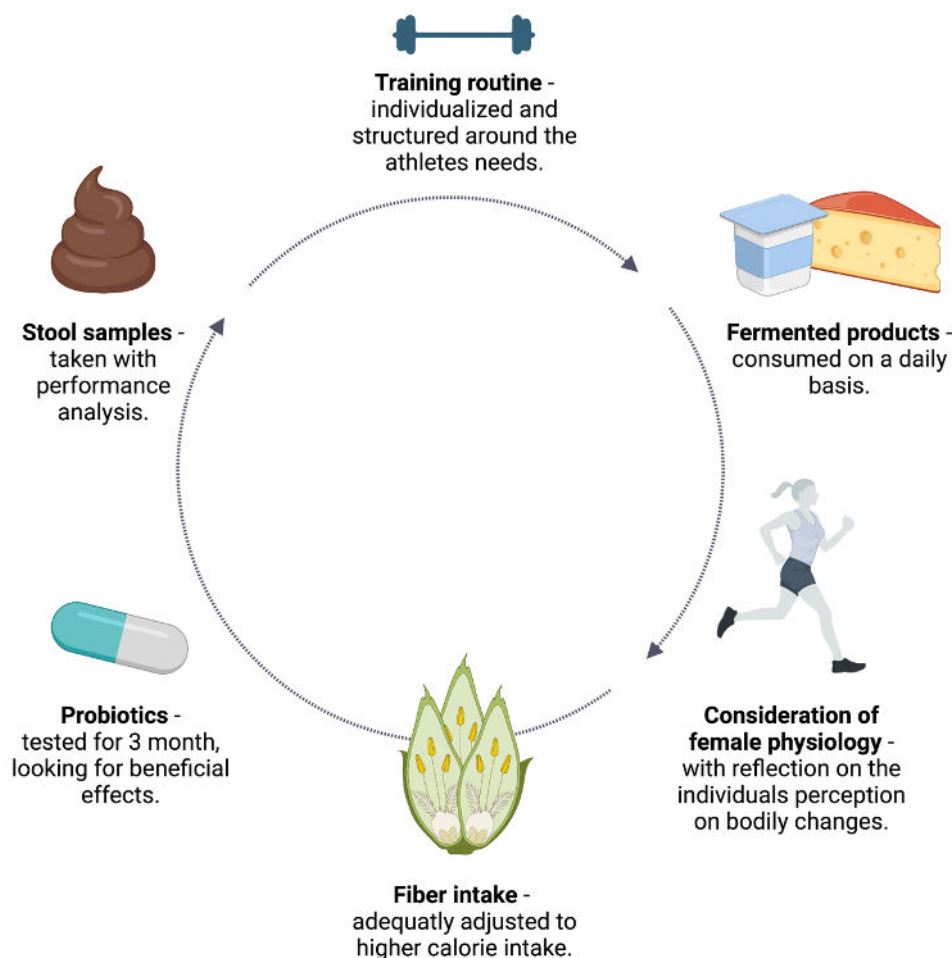 Training routine -
individualized and
structured around the
athletes needs.
Fermented products -
consumed on a daily
basis.
Consideration of
female physiology -
with reflection on the
individuals perception
on bodily changes.
Fiber intake -
adequatly adjusted to
higher calorie intake.
Probiotics -
tested for 3 month,
looking for beneficial
effects.
Stool samples -
taken with
performance
analysis.